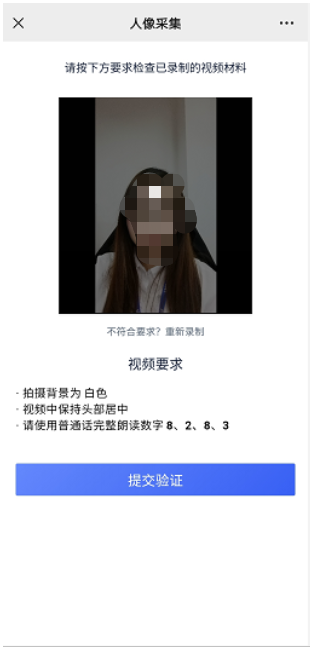 人像采集
请按下方要求检查已录制的视频材料
不符合要求？重新录制
视频要求
· 拍摄背景为 白色
· 视频中保持头部居中
· 请使用普通话完整朗读数字 8、2、8、3
提交验证